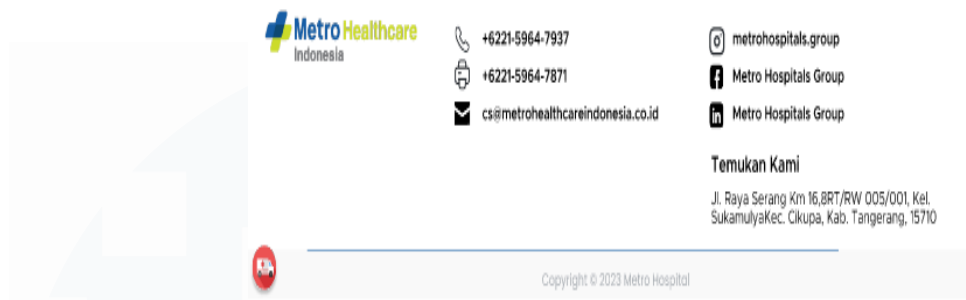 Metro Healthcare
Indonesia
+6221-5964-7937
+6221-5964-7871
cs@metrohealthcareindonesia.co.id
metrohospitals.group
Metro Hospitals Group
Metro Hospitals Group
Temukan Kami
Jl. Raya Serang Km 16,8RT/RW 005/001, Kel.
SukamulyaKec. Cikupa, Kab. Tangerang, 15710
Copyright © 2023 Metro Hospital